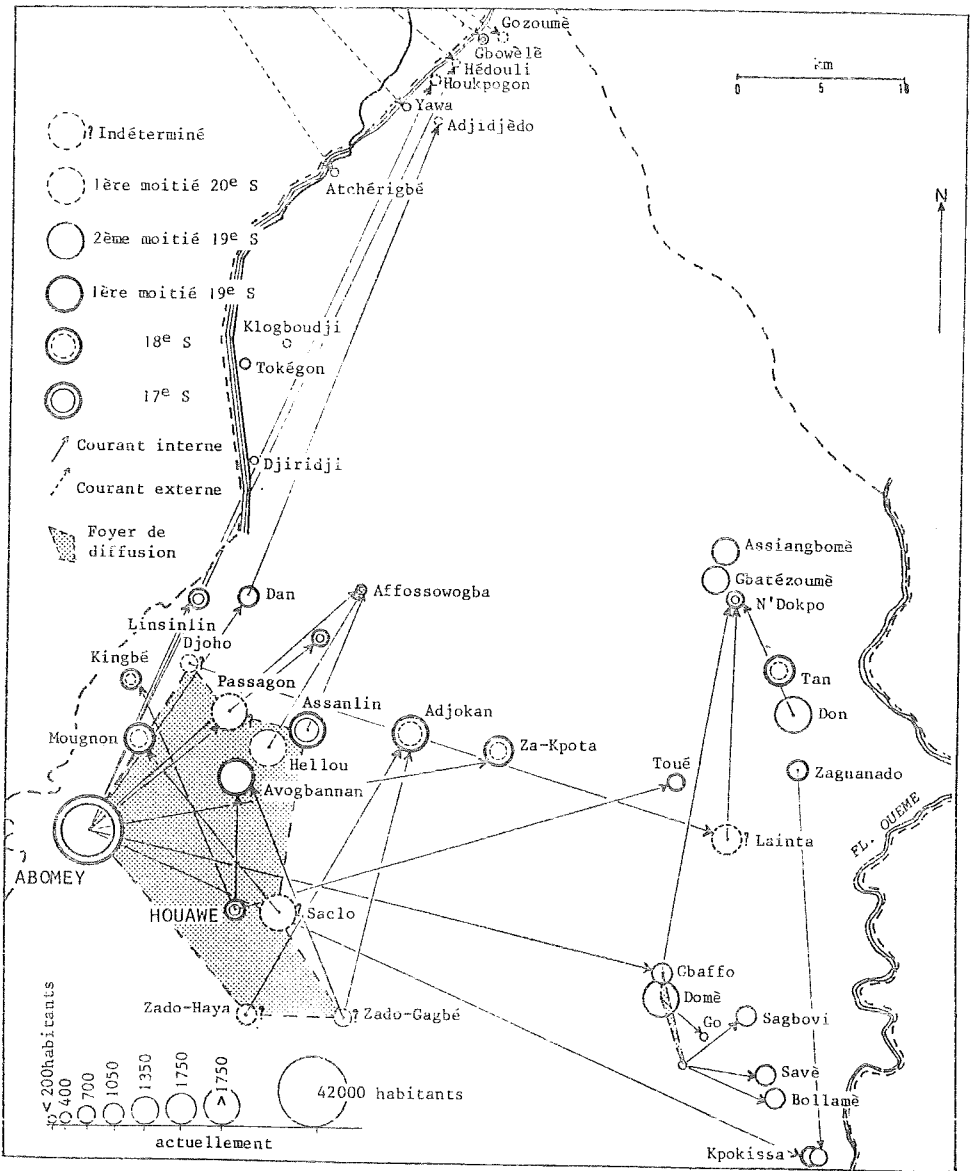 Gozoumè
Gbowèlè
Hédouli
Houkpogon
Yawa
Adjidjèdo
Atchérigbé
km
0 5 10
N
? Indéterminé
1ère moitié 20e S
2ème moitié 19e S
1ère moitié 19e S
18e S
17e S
Courant interne
Courant externe
Foyer de
diffusion
Klogboudji
Tokégon
Djiridji
Assiangbomè
Gbatézoumè
N'Dokpo
Dan
Affossowogba
Linsinlin
Djoho
?
Kingbé
Passagon
Assanlin
Adjokan
Tan
Don
Mougnon
Hellou
Za-Kpota
Toué
Zagnanado
Avogbannan
ABOMEY
? Lainta
FL. OUEME
HOUAWE
? Saclo
Gbaffo
Domè
Go
Sagbovi
Zado-Haya ?
? Zado-Gagbé
Savè
Bollamè
Kpokissa
< 200habitants
400
700
1050
1350
1750
> 1750
42000 habitants
actuellement